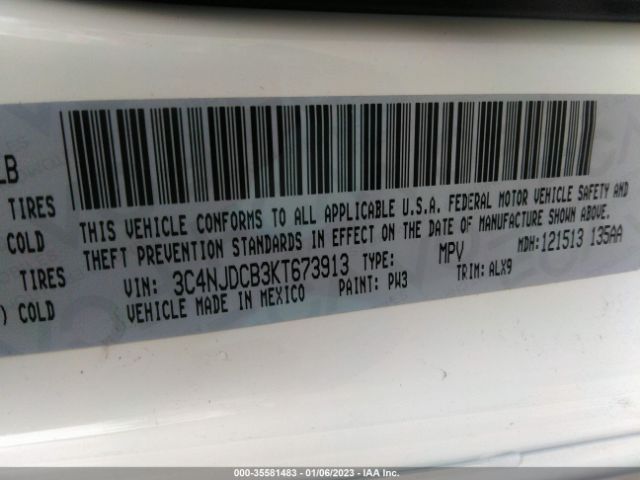 LB
TIRES
COLD
TIRES
) COLD
THIS VEHICLE CONFORMS TO ALL APPLICABLE U.S.A. FEDERAL MOTOR VEHICLE SAFETY AND
THEFT PREVENTION STANDARDS IN EFFECT ON THE DATE OF MANUFACTURE SHOWN ABOVE.
VIN: 3C4NJDCB3KT673913 TYPE: MPV MDH: 121513 135AA
VEHICLE MADE IN MEXICO PAINT: PW3 TRIM: ALX9
000-35581483 - 01/06/2023 - IAA Inc.